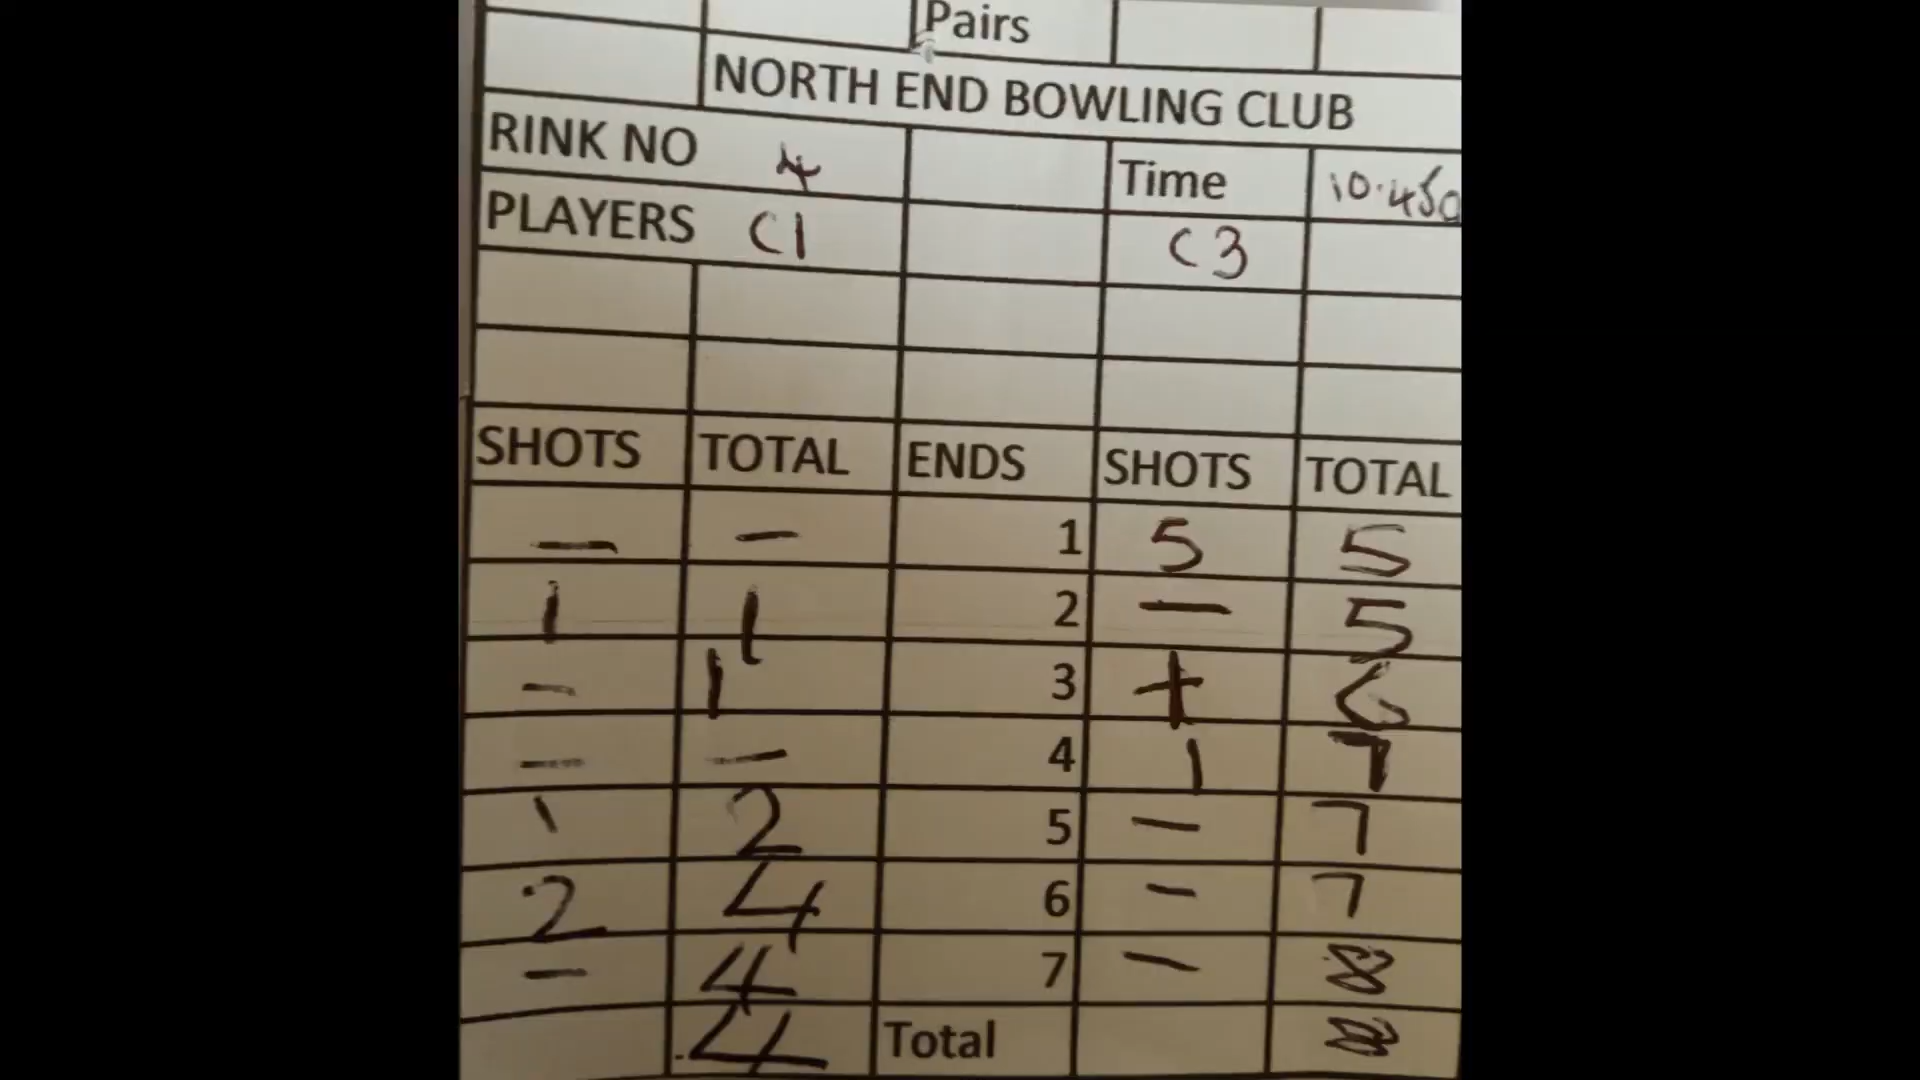 Pairs
NORTH END BOWLING CLUB
RINK NO 4 Time 10.45a
PLAYERS C1 C3
SHOTS TOTAL ENDS SHOTS TOTAL
— — 1 5 5
1 1 2 — 5
— 1 3 + 6
— — 4 1 7
1 2 5 — 7
2 4 6 — 7
— 4 7 — 8
4 Total 8